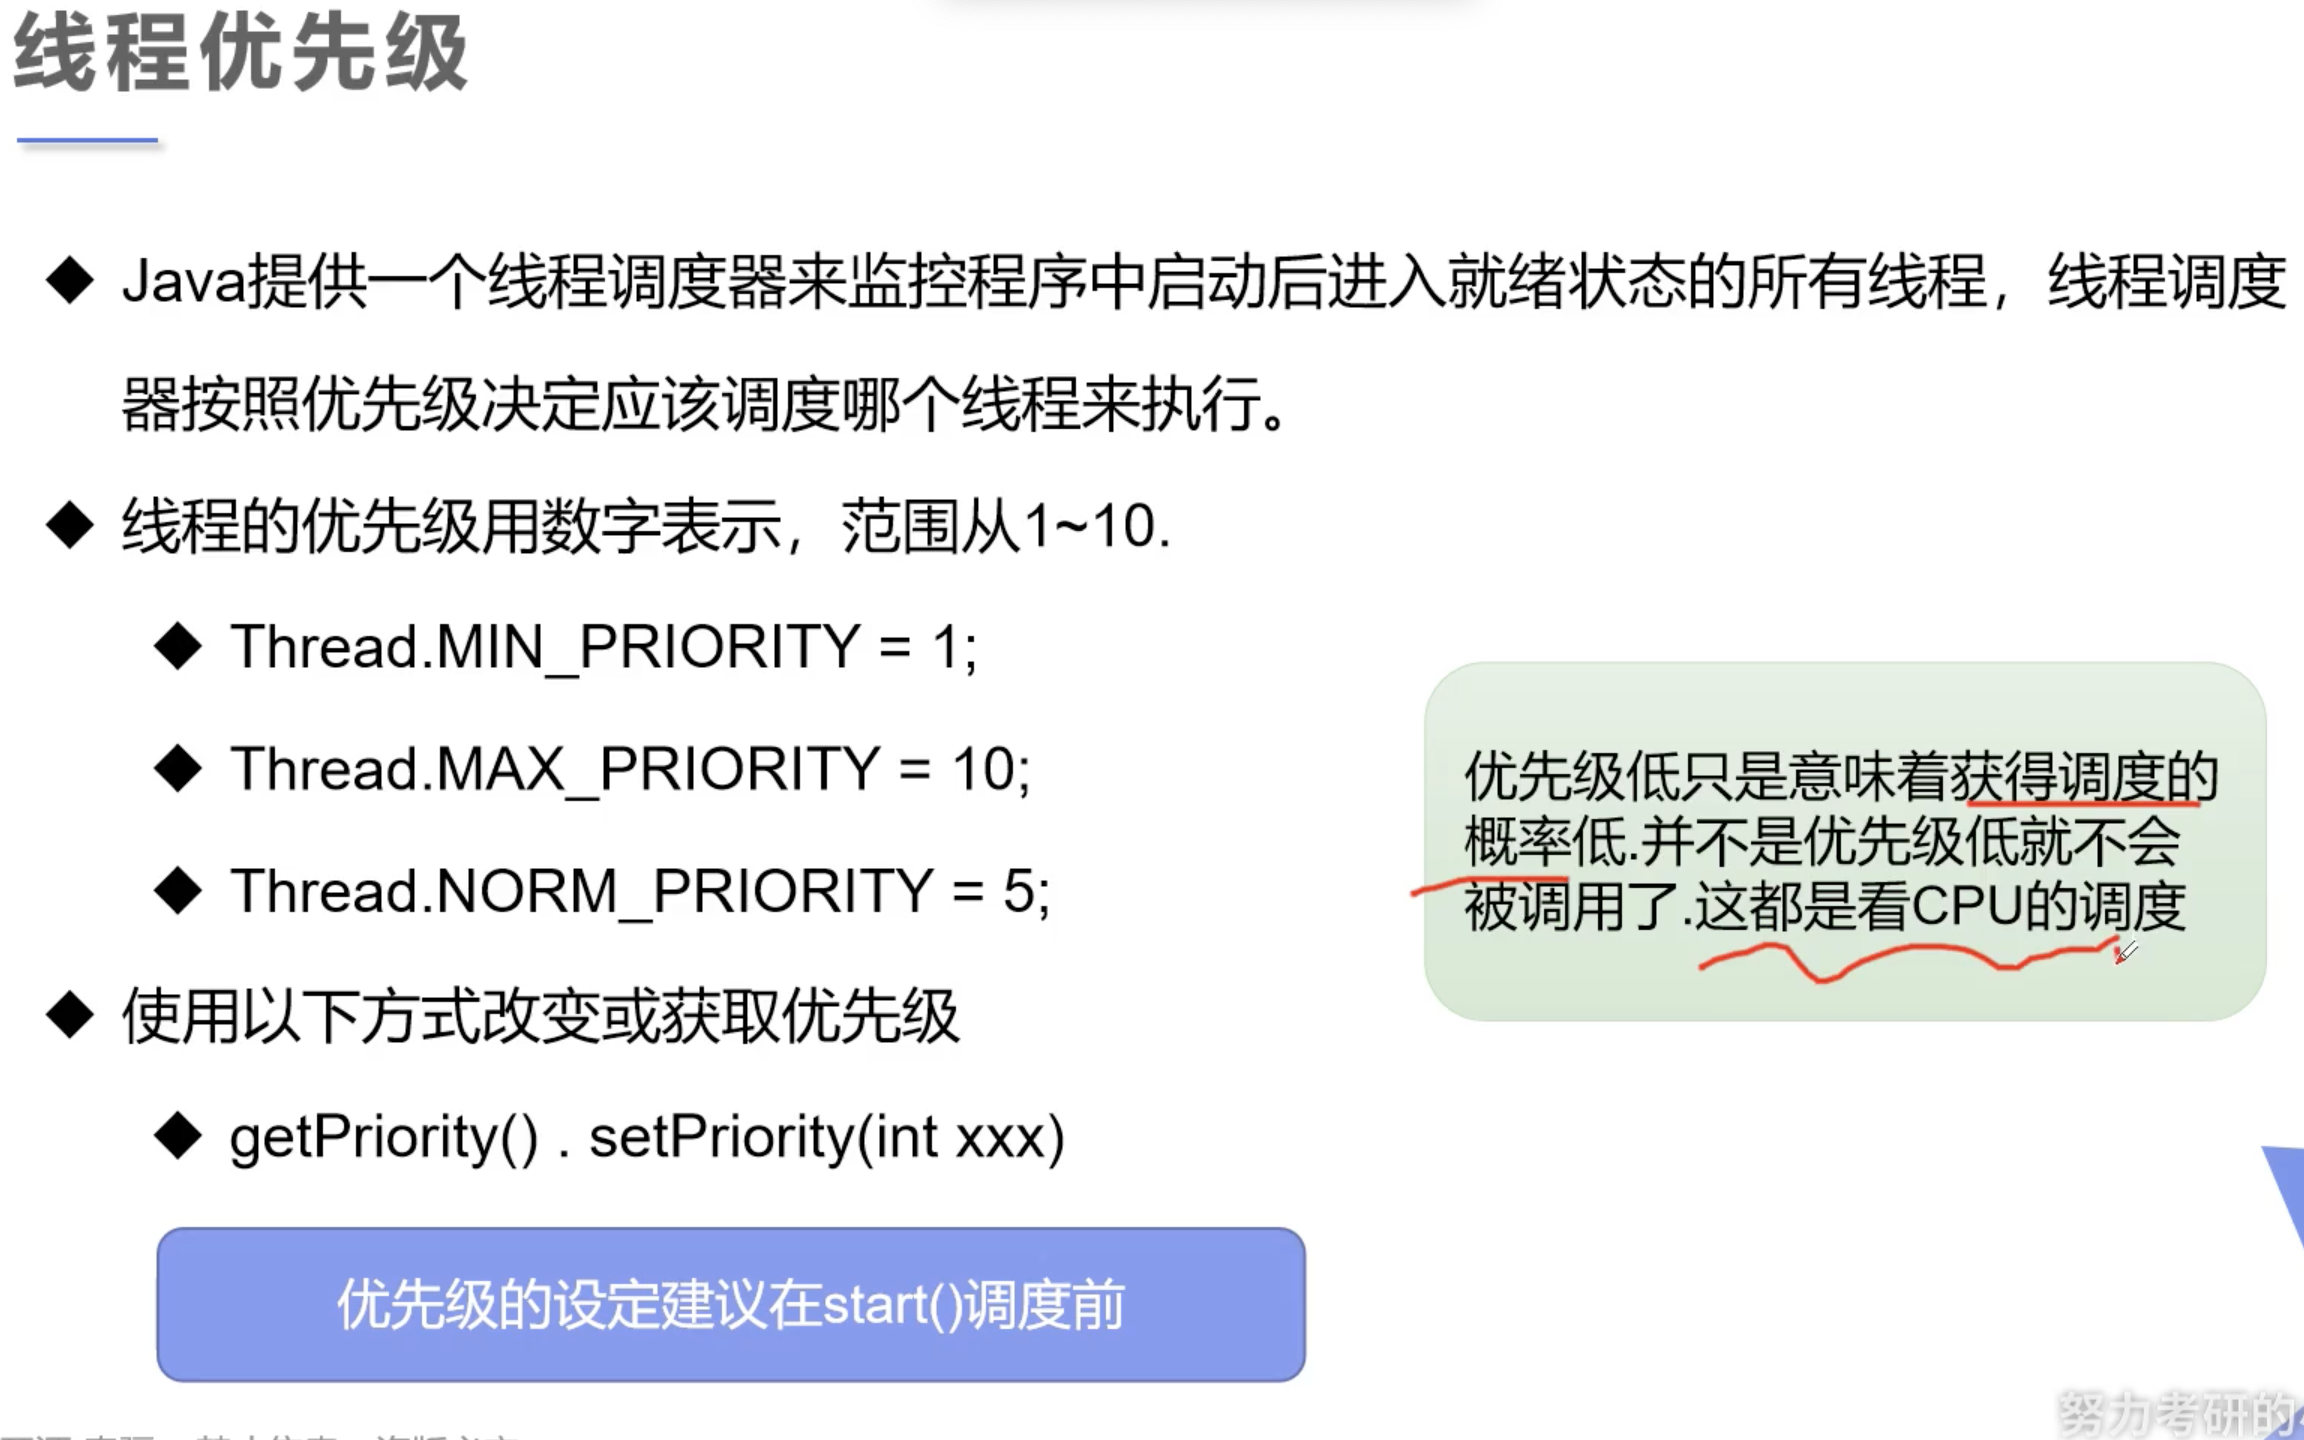 线程优先级
Java提供一个线程调度器来监控程序中启动后进入就绪状态的所有线程，线程调度
器按照优先级决定应该调度哪个线程来执行。
线程的优先级用数字表示，范围从1~10.
Thread.MIN_PRIORITY = 1;
Thread.MAX_PRIORITY = 10;
Thread.NORM_PRIORITY = 5;
优先级低只是意味着获得调度的
概率低.并不是优先级低就不会
被调用了.这都是看CPU的调度
使用以下方式改变或获取优先级
getPriority() . setPriority(int xxx)
优先级的设定建议在start()调度前
努力考研的